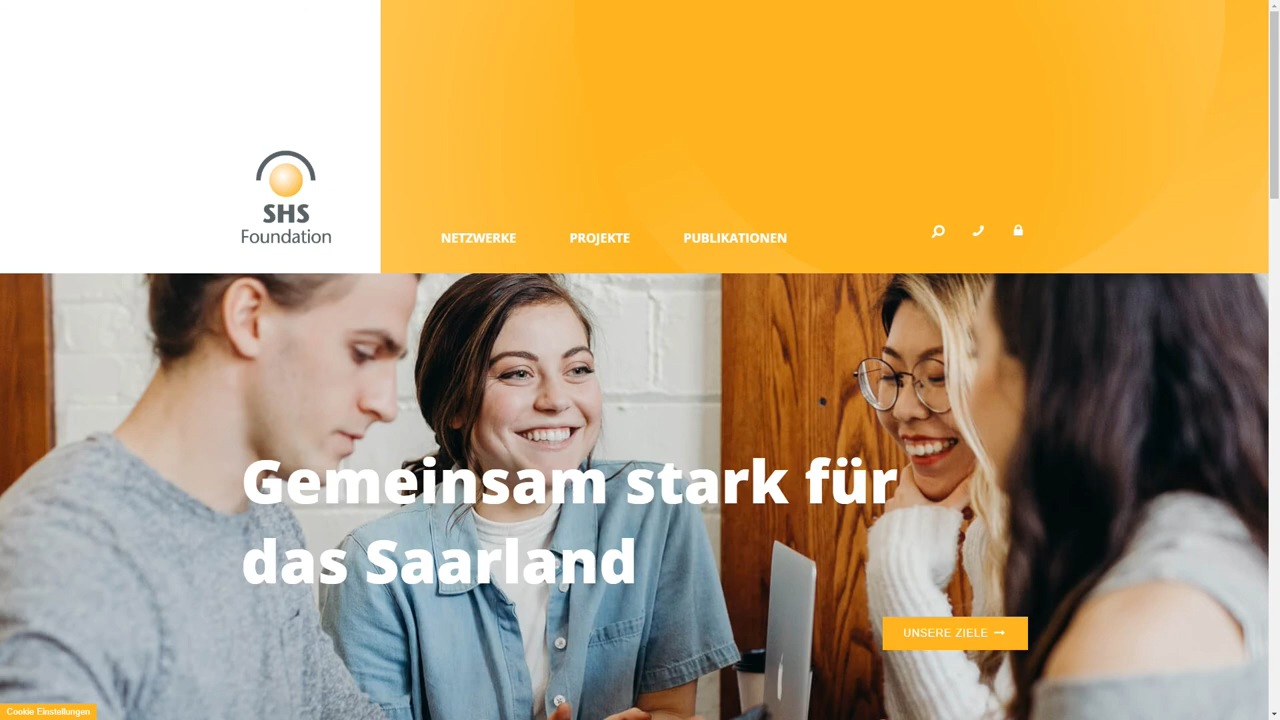 SHS
Foundation
NETZWERKE
PROJEKTE
PUBLIKATIONEN
Gemeinsam stark für
das Saarland
UNSERE ZIELE →
Cookie Einstellungen